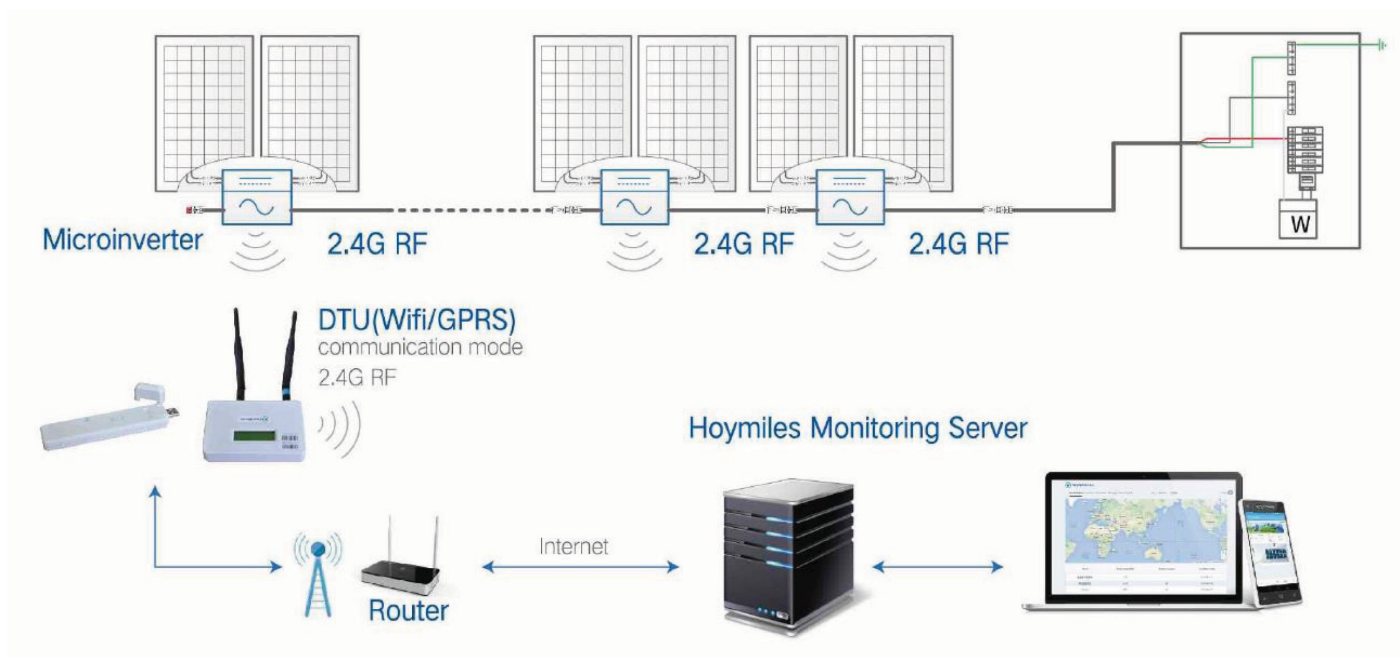 Microinverter
2.4G RF
2.4G RF
2.4G RF
W
DTU(Wifi/GPRS)
communication mode
2.4G RF
Hoymiles Monitoring Server
Internet
Router